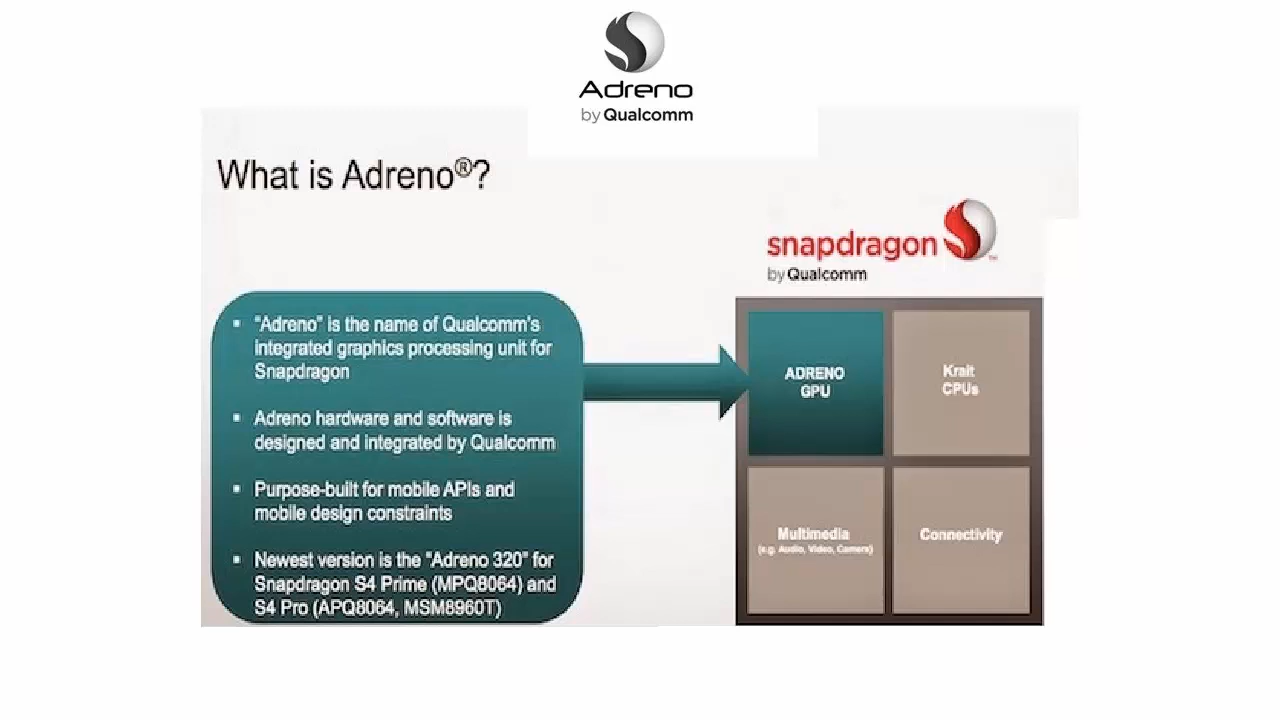 Adreno
by Qualcomm
What is Adreno®?
snapdragon
by Qualcomm
▪ “Adreno” is the name of Qualcomm’s
integrated graphics processing unit for
Snapdragon
▪ Adreno hardware and software is
designed and integrated by Qualcomm
▪ Purpose-built for mobile APIs and
mobile design constraints
▪ Newest version is the “Adreno 320” for
Snapdragon S4 Prime (MPQ8064) and
S4 Pro (APQ8064, MSM8960T)
ADRENO
GPU
Krait
CPUs
Multimedia
(e.g. Audio, Video, Camera)
Connectivity